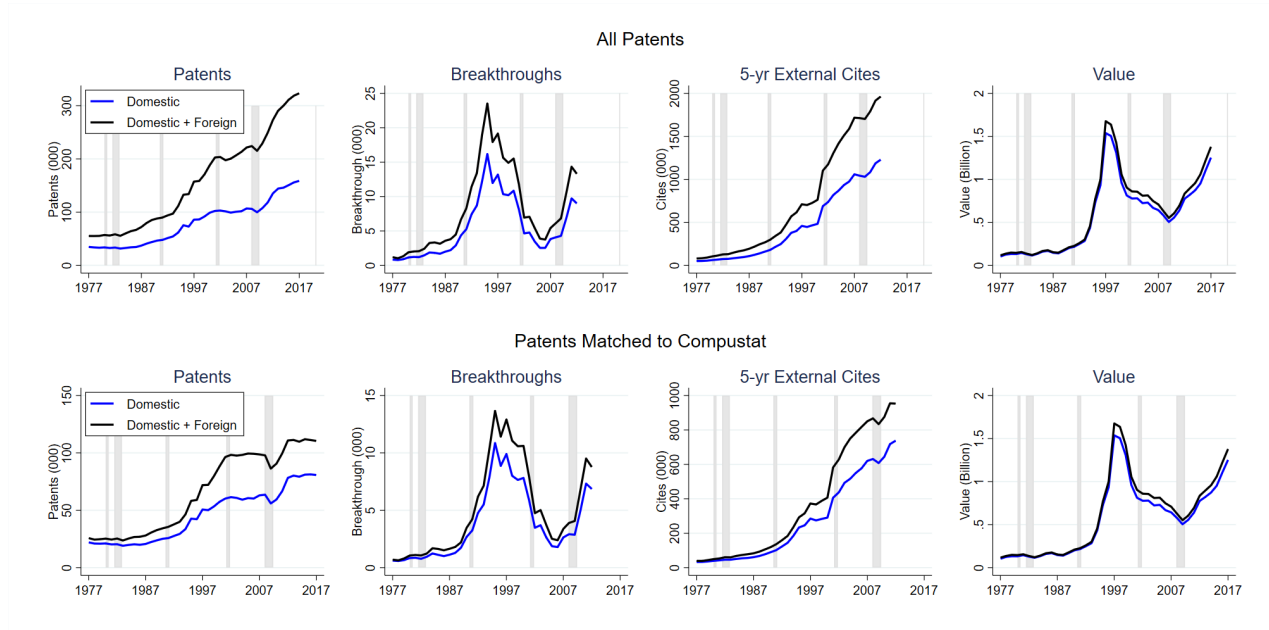 All Patents
Patents
Patents (000)
0 100 200 300
Domestic
Domestic + Foreign
1977 1987 1997 2007 2017
Breakthroughs
Breakthrough (000)
0 5 10 15 20 25
1977 1987 1997 2007 2017
5-yr External Cites
Cites (000)
0 500 1000 1500 2000
1977 1987 1997 2007 2017
Value
Value (Billion)
0 .5 1 1.5 2
1977 1987 1997 2007 2017
Patents Matched to Compustat
Patents
Patents (000)
0 50 100 150
Domestic
Domestic + Foreign
1977 1987 1997 2007 2017
Breakthroughs
Breakthrough (000)
0 5 10 15
1977 1987 1997 2007 2017
5-yr External Cites
Cites (000)
0 200 400 600 800 1000
1977 1987 1997 2007 2017
Value
Value (Billion)
0 .5 1 1.5 2
1977 1987 1997 2007 2017